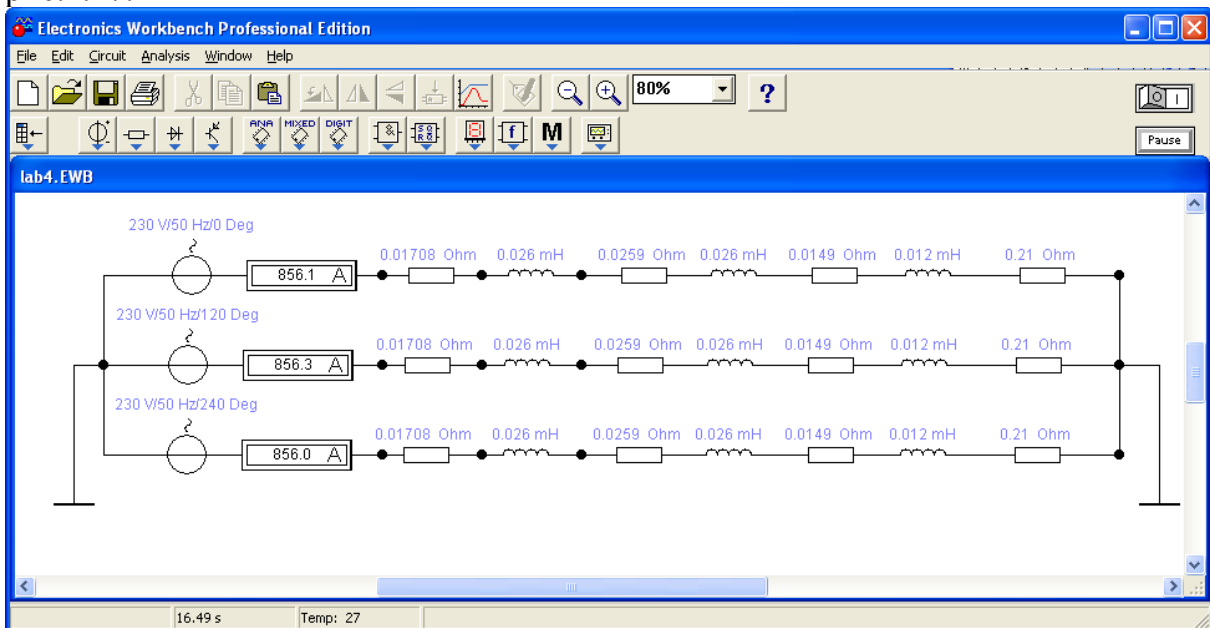 Electronics Workbench Professional Edition
File Edit Circuit Analysis Window Help
80% ?
ANA MIXED DIGIT & f M Pause
lab4.EWB
230 V/50 Hz/0 Deg
0.01708 Ohm 0.026 mH 0.0259 Ohm 0.026 mH 0.0149 Ohm 0.012 mH 0.21 Ohm
856.1 A
230 V/50 Hz/120 Deg
0.01708 Ohm 0.026 mH 0.0259 Ohm 0.026 mH 0.0149 Ohm 0.012 mH 0.21 Ohm
856.3 A
230 V/50 Hz/240 Deg
0.01708 Ohm 0.026 mH 0.0259 Ohm 0.026 mH 0.0149 Ohm 0.012 mH 0.21 Ohm
856.0 A
16.49 s Temp: 27